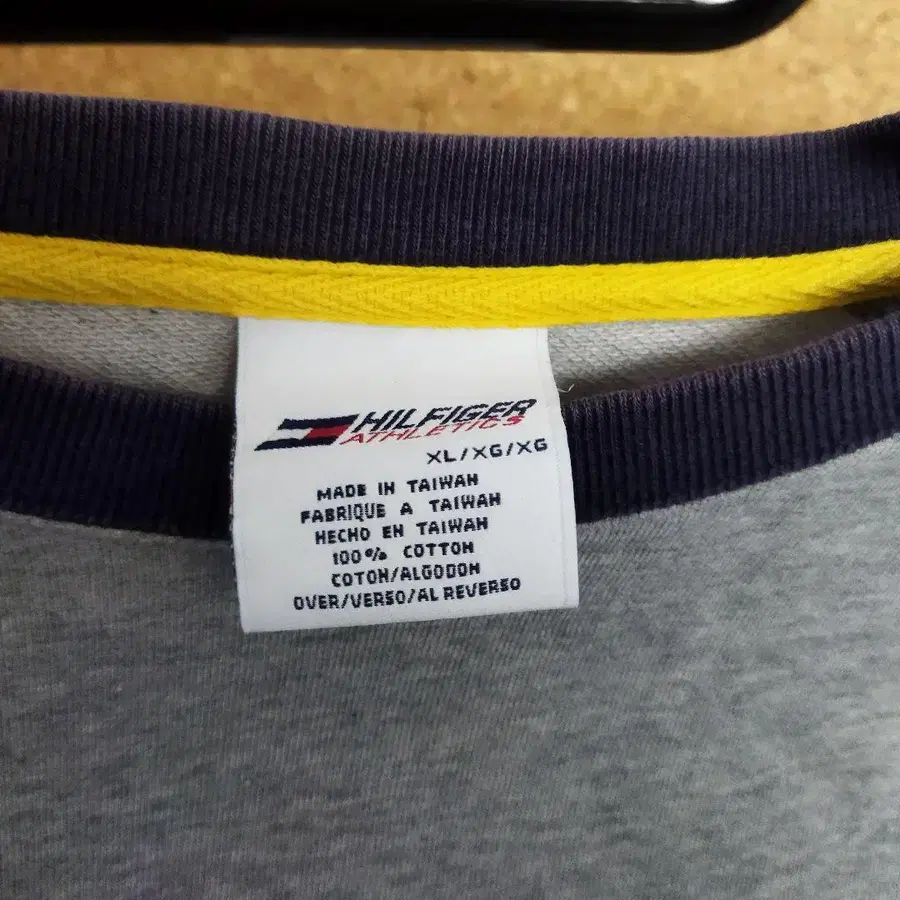 HILFIGER
ATHLETICS
XL/XG/XG
MADE IN TAIWAN
FABRIQUE A TAIWAN
HECHO EN TAIWAN
100% COTTON
COTON/ALGODON
OVER/VERSO/AL REVERSO